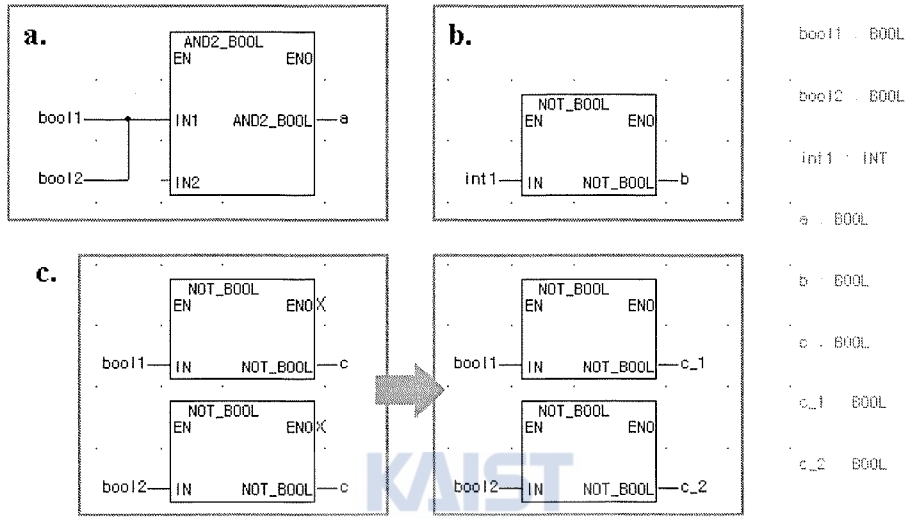 a.
AND2_BOOL
EN ENO
bool1 IN1 AND2_BOOL a
bool2 IN2
b.
NOT_BOOL
EN ENO
int1 IN NOT_BOOL b
c.
NOT_BOOL
EN ENO X
bool1 IN NOT_BOOL c
NOT_BOOL
EN ENO X
bool2 IN NOT_BOOL c
NOT_BOOL
EN ENO
bool1 IN NOT_BOOL c_1
NOT_BOOL
EN ENO
bool2 IN NOT_BOOL c_2
KAIST
bool1 : BOOL
bool2 : BOOL
int1 : INT
a : BOOL
b : BOOL
c : BOOL
c_1 BOOL
c_2 BOOL